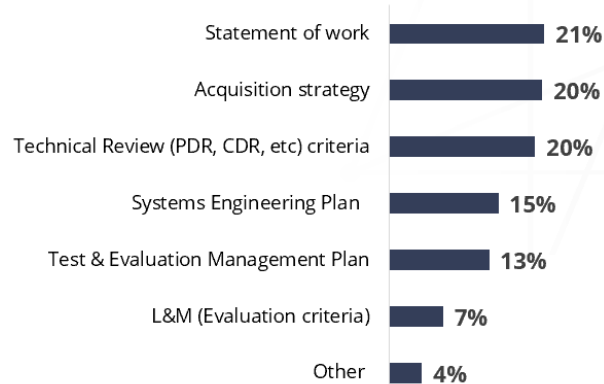 Statement of work 21%
Acquisition strategy 20%
Technical Review (PDR, CDR, etc) criteria 20%
Systems Engineering Plan 15%
Test & Evaluation Management Plan 13%
L&M (Evaluation criteria) 7%
Other 4%